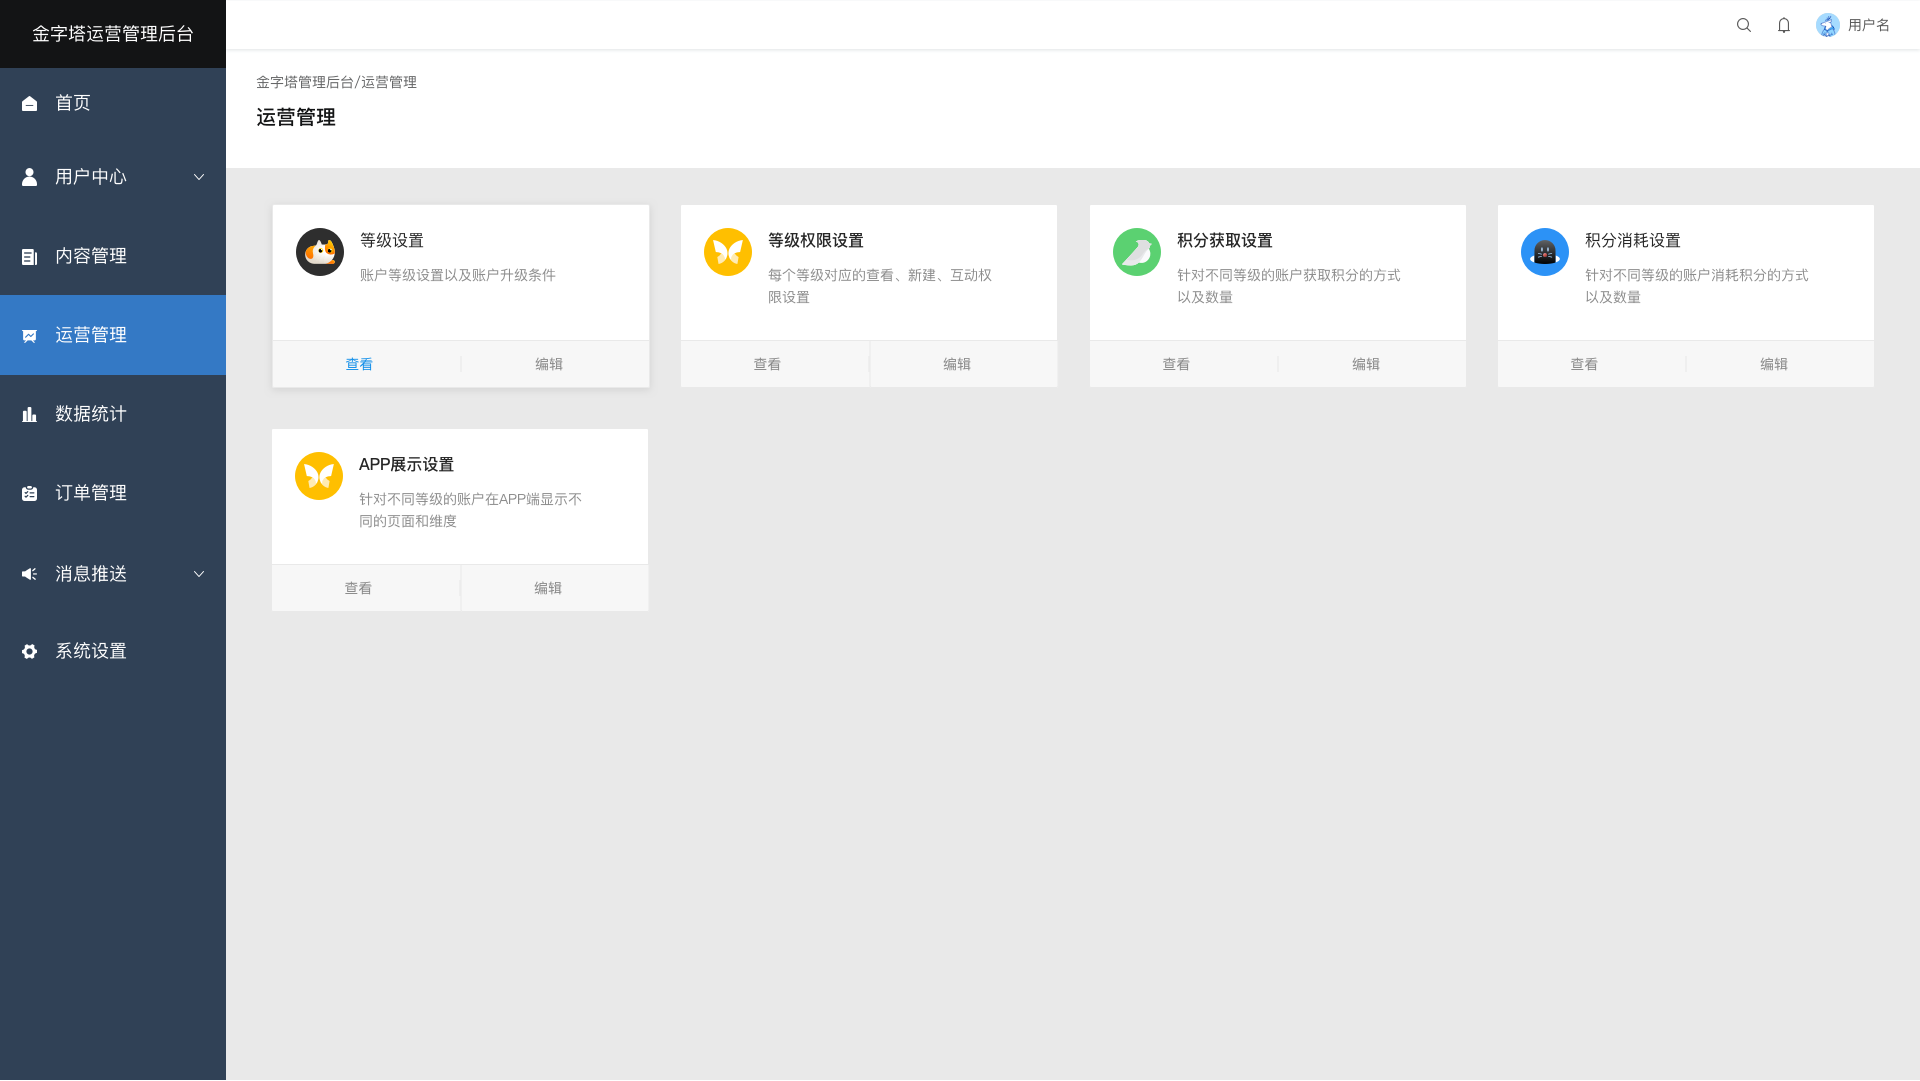 金字塔运营管理后台
首页
用户中心
内容管理
运营管理
数据统计
订单管理
消息推送
系统设置
用户名
金字塔管理后台/运营管理
运营管理
等级设置
账户等级设置以及账户升级条件
查看
编辑
等级权限设置
每个等级对应的查看、新建、互动权
限设置
查看
编辑
积分获取设置
针对不同等级的账户获取积分的方式
以及数量
查看
编辑
积分消耗设置
针对不同等级的账户消耗积分的方式
以及数量
查看
编辑
APP展示设置
针对不同等级的账户在APP端显示不
同的页面和维度
查看
编辑